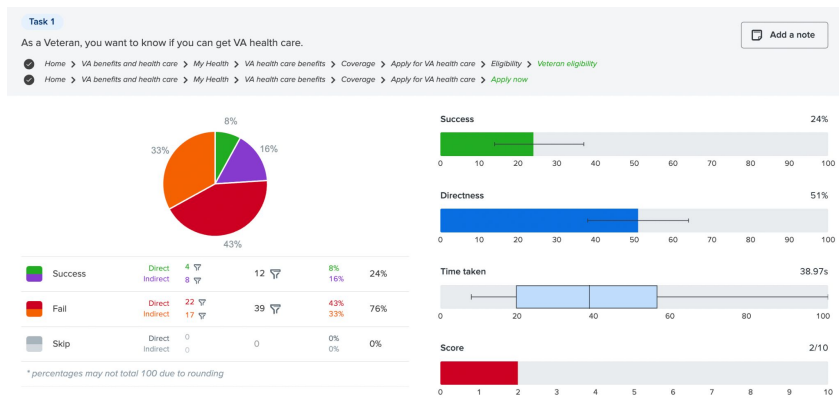 Task 1
Add a note
As a Veteran, you want to know if you can get VA health care.
Home > VA benefits and health care > My Health > VA health care benefits > Coverage > Apply for VA health care > Eligibility > Veteran eligibility
Home > VA benefits and health care > My Health > VA health care benefits > Coverage > Apply for VA health care > Apply now
8%
33%
16%
43%
Success Direct 4 12 8% 24%
Indirect 8 16%
Fail Direct 22 39 43% 76%
Indirect 17 33%
Skip Direct 0 0 0% 0%
Indirect 0 0%
* percentages may not total 100 due to rounding
Success 24%
0 10 20 30 40 50 60 70 80 90 100
Directness 51%
0 10 20 30 40 50 60 70 80 90 100
Time taken 38.97s
0 20 40 60 80 100
Score 2/10
0 1 2 3 4 5 6 7 8 9 10